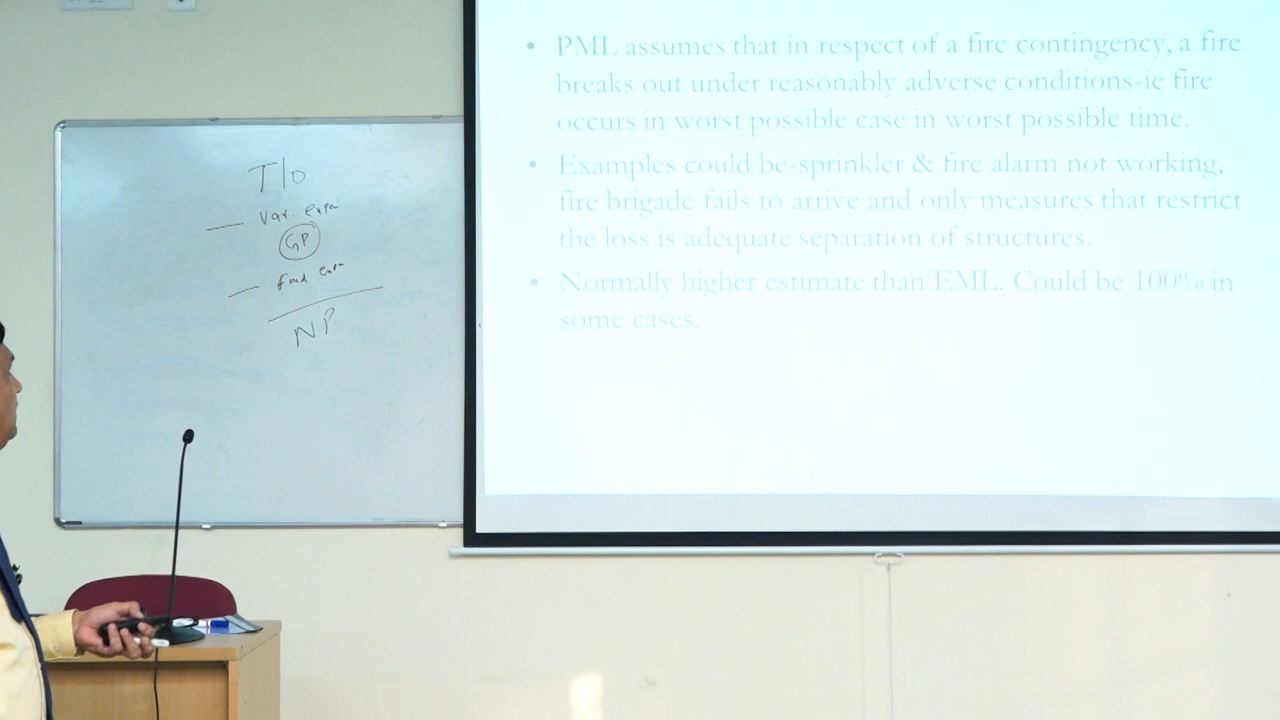 T/o
— Var. expen
GP
— fixed exp
NP
• PML assumes that in respect of a fire contingency, a fire
breaks out under reasonably adverse conditions-ie fire
occurs in worst possible case in worst possible time.
• Examples could be-sprinkler & fire alarm not working,
fire brigade fails to arrive and only measures that restrict
the loss is adequate separation of structures.
• Normally higher estimate than EML. Could be 100% in
some cases.